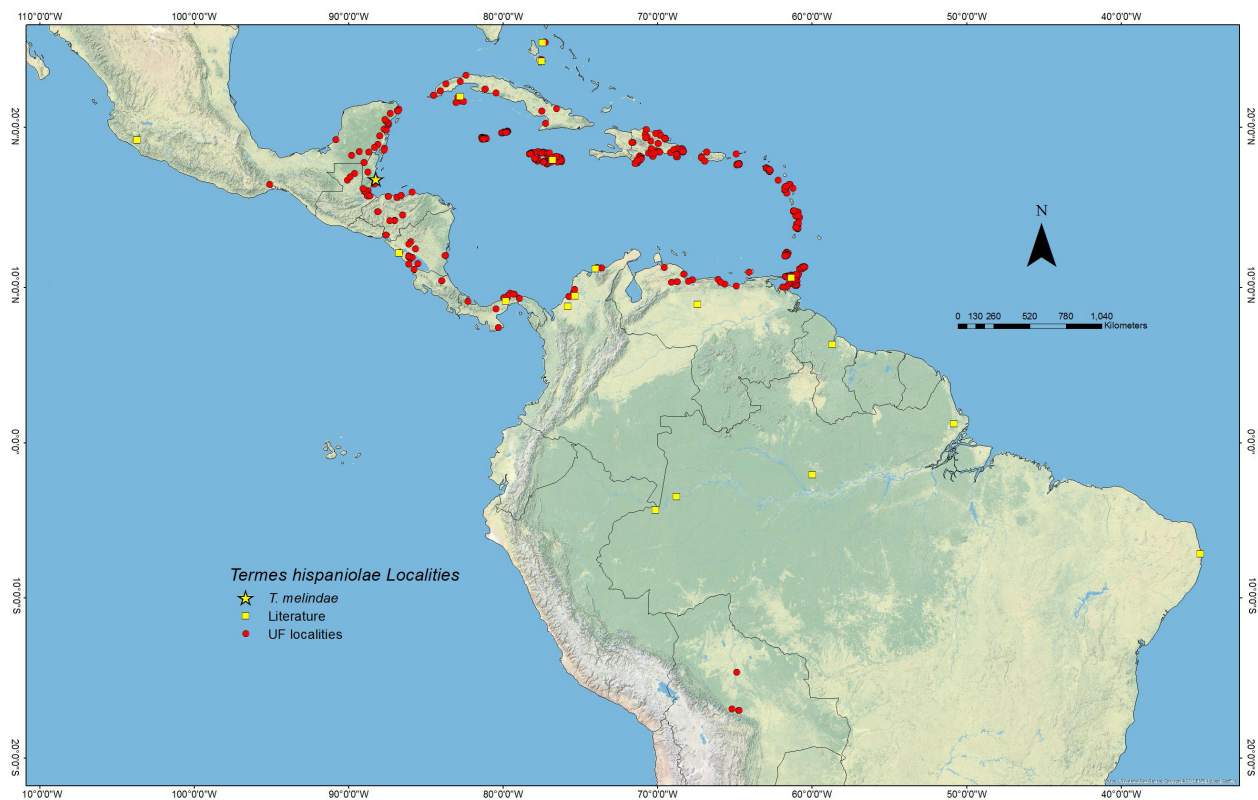 110°0'0"W 100°0'0"W 90°0'0"W 80°0'0"W 70°0'0"W 60°0'0"W 50°0'0"W 40°0'0"W
20°0'0"N 20°0'0"N
N
10°0'0"N 10°0'0"N
0 130 260 520 780 1,040
Kilometers
0°0'0" 0°0'0"
Termes hispaniolae Localities
T. melindae
Literature
UF localities
10°0'0"S 10°0'0"S
20°0'0"S 20°0'0"S
110°0'0"W 100°0'0"W 90°0'0"W 80°0'0"W 70°0'0"W 60°0'0"W 50°0'0"W 40°0'0"W